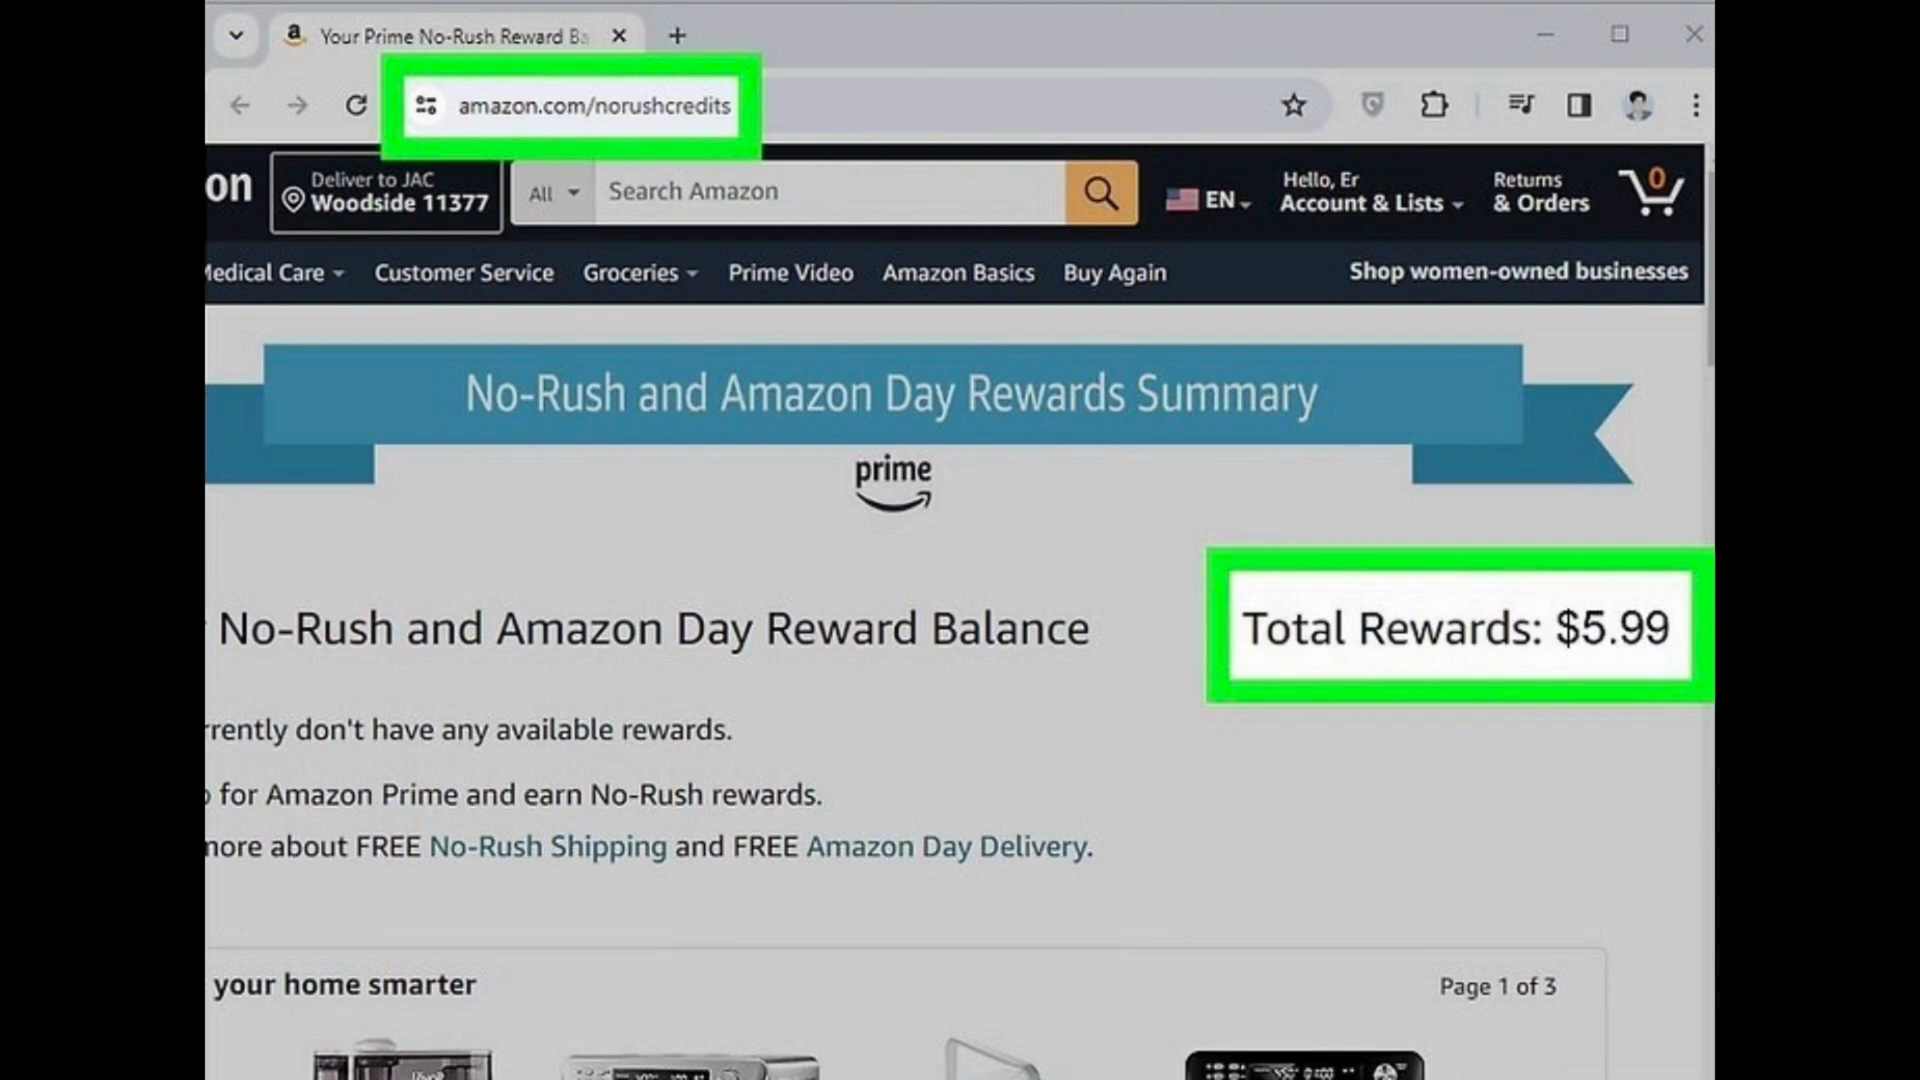 Your Prime No-Rush Reward Ba
amazon.com/norushcredits
on
Deliver to JAC
Woodside 11377
All
Search Amazon
EN
Hello, Er
Account & Lists
Returns
& Orders
0
Medical Care
Customer Service
Groceries
Prime Video
Amazon Basics
Buy Again
Shop women-owned businesses
No-Rush and Amazon Day Rewards Summary
prime
No-Rush and Amazon Day Reward Balance
Total Rewards: $5.99
rrently don't have any available rewards.
for Amazon Prime and earn No-Rush rewards.
more about FREE No-Rush Shipping and FREE Amazon Day Delivery.
your home smarter
Page 1 of 3